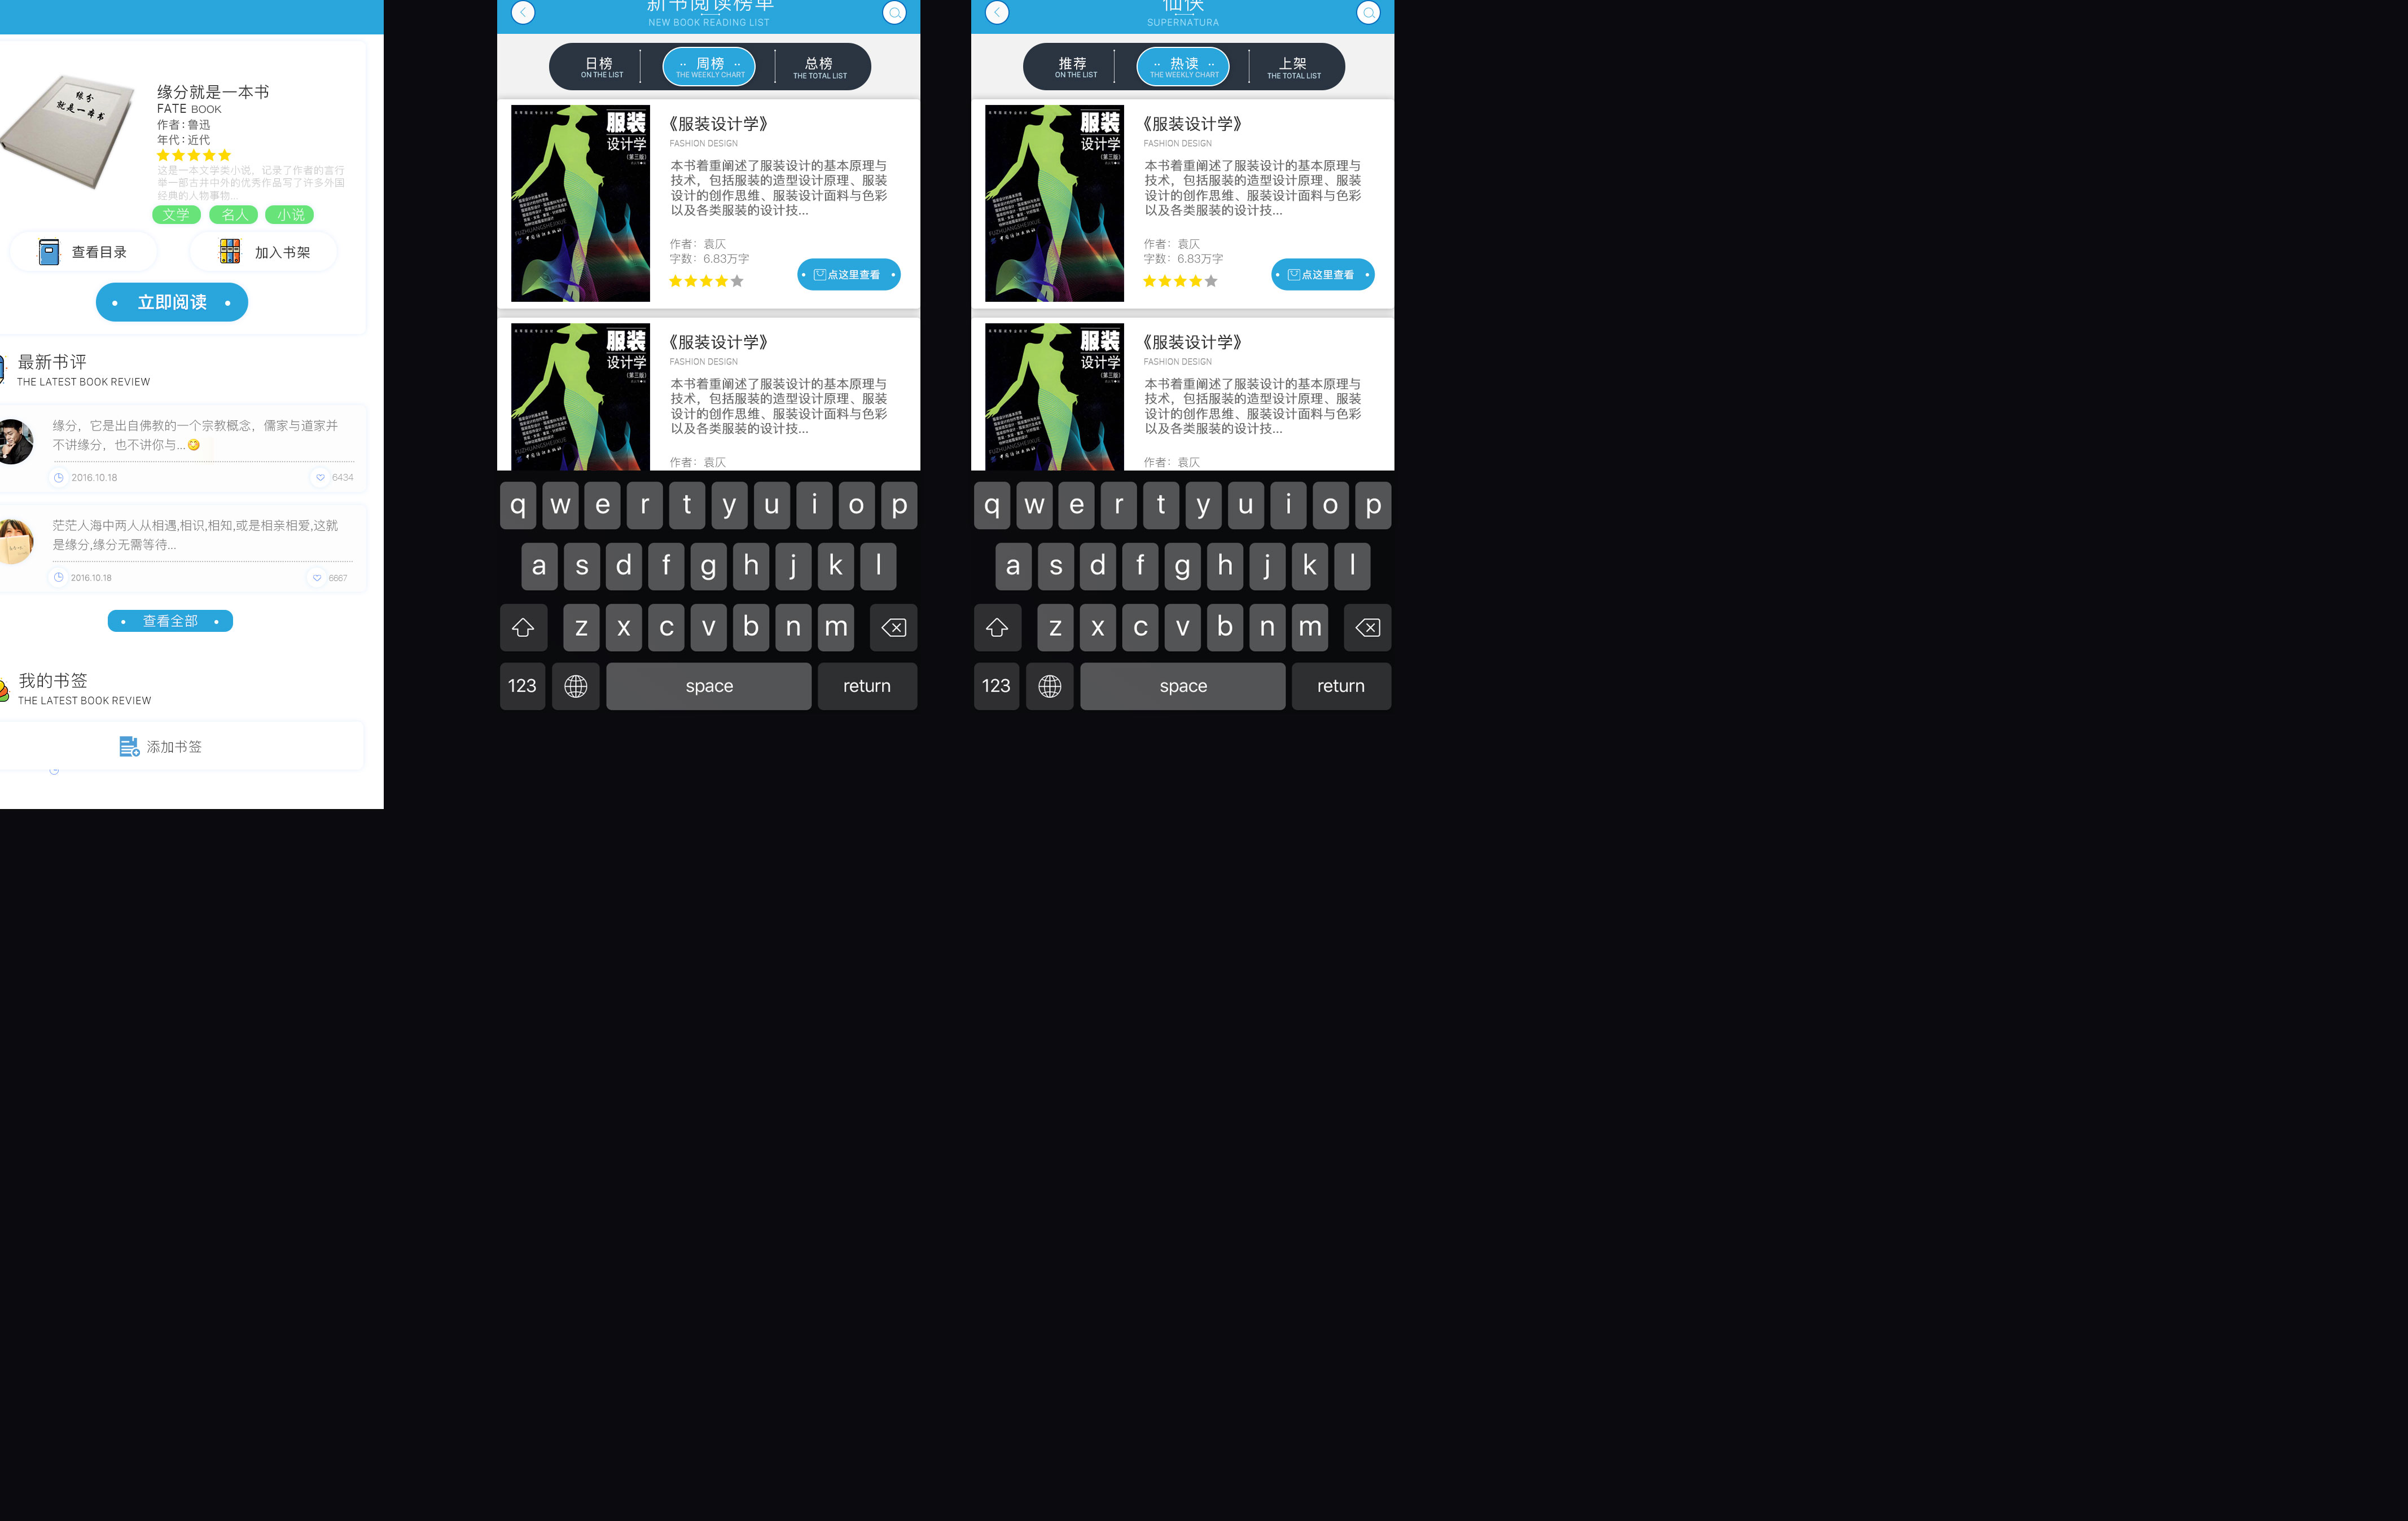 缘分
就是一本书
缘分就是一本书
FATE BOOK
作者:鲁迅
年代:近代
这是一本文学类小说，记录了作者的言行
举一部古井中外的优秀作品写了许多外国
经典的人物事物...
文学
名人
小说
查看目录
加入书架
立即阅读
最新书评
THE LATEST BOOK REVIEW
缘分，它是出自佛教的一个宗教概念，儒家与道家并
不讲缘分，也不讲你与...
2016.10.18
6434
茫茫人海中两人从相遇,相识,相知,或是相亲相爱,这就
是缘分,缘分无需等待...
2016.10.18
6667
查看全部
我的书签
THE LATEST BOOK REVIEW
添加书签
新书阅读榜单
NEW BOOK READING LIST
日榜
ON THE LIST
周榜
THE WEEKLY CHART
总榜
THE TOTAL LIST
服装
设计学
(第三版)
FUZHUANGSHEJIXUE
《服装设计学》
FASHION DESIGN
本书着重阐述了服装设计的基本原理与
技术，包括服装的造型设计原理、服装
设计的创作思维、服装设计面料与色彩
以及各类服装的设计技...
作者：袁仄
字数：6.83万字
点这里查看
服装
设计学
(第三版)
FUZHUANGSHEJIXUE
《服装设计学》
FASHION DESIGN
本书着重阐述了服装设计的基本原理与
技术，包括服装的造型设计原理、服装
设计的创作思维、服装设计面料与色彩
以及各类服装的设计技...
作者：袁仄
q w e r t y u i o p
a s d f g h j k l
z x c v b n m
123 space return
仙侠
SUPERNATURA
推荐
ON THE LIST
热读
THE WEEKLY CHART
上架
THE TOTAL LIST
服装
设计学
(第三版)
FUZHUANGSHEJIXUE
《服装设计学》
FASHION DESIGN
本书着重阐述了服装设计的基本原理与
技术，包括服装的造型设计原理、服装
设计的创作思维、服装设计面料与色彩
以及各类服装的设计技...
作者：袁仄
字数：6.83万字
点这里查看
服装
设计学
(第三版)
FUZHUANGSHEJIXUE
《服装设计学》
FASHION DESIGN
本书着重阐述了服装设计的基本原理与
技术，包括服装的造型设计原理、服装
设计的创作思维、服装设计面料与色彩
以及各类服装的设计技...
作者：袁仄
q w e r t y u i o p
a s d f g h j k l
z x c v b n m
123 space return